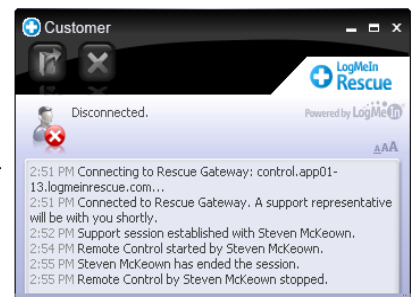 Customer
LogMeIn
Rescue
Disconnected.
Powered by LogMeIn
AAA
2:51 PM Connecting to Rescue Gateway: control.app01-
13.logmeinrescue.com...
2:51 PM Connected to Rescue Gateway. A support representative
will be with you shortly.
2:52 PM Support session established with Steven McKeown.
2:54 PM Remote Control started by Steven McKeown.
2:55 PM Steven McKeown has ended the session.
2:55 PM Remote Control by Steven McKeown stopped.